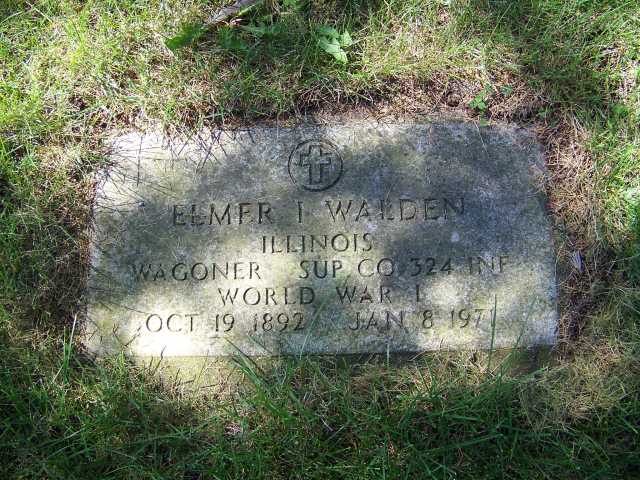 ELMER I WALDEN
ILLINOIS
WAGONER SUP CO 324 INF
WORLD WAR I
OCT 19 1892 JAN 8 1971